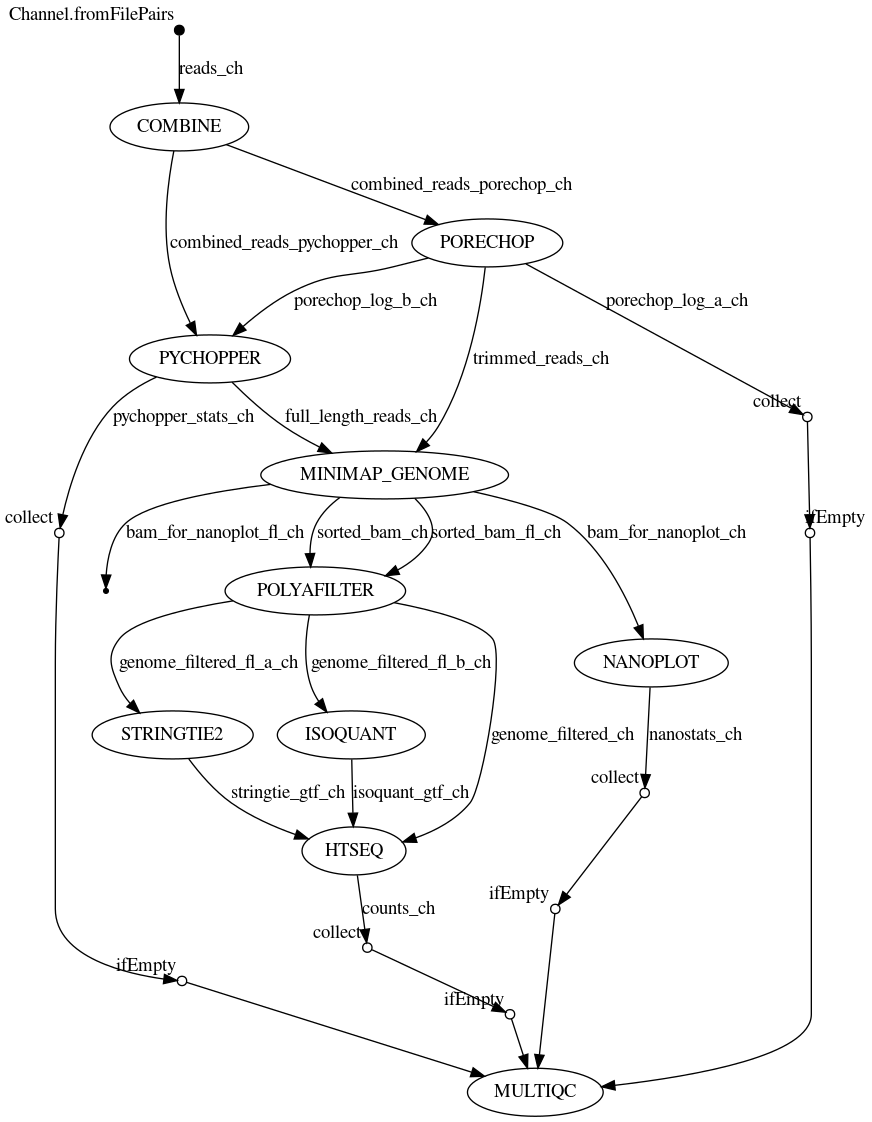 Channel.fromFilePairs
reads_ch
COMBINE
combined_reads_porechop_ch
combined_reads_pychopper_ch
PORECHOP
porechop_log_b_ch
porechop_log_a_ch
PYCHOPPER
trimmed_reads_ch
collect
pychopper_stats_ch
full_length_reads_ch
MINIMAP_GENOME
collect
ifEmpty
bam_for_nanoplot_fl_ch
sorted_bam_ch
sorted_bam_fl_ch
bam_for_nanoplot_ch
POLYAFILTER
genome_filtered_fl_a_ch
genome_filtered_fl_b_ch
NANOPLOT
STRINGTIE2
ISOQUANT
genome_filtered_ch
nanostats_ch
collect
stringtie_gtf_ch
isoquant_gtf_ch
HTSEQ
ifEmpty
counts_ch
collect
ifEmpty
ifEmpty
MULTIQC